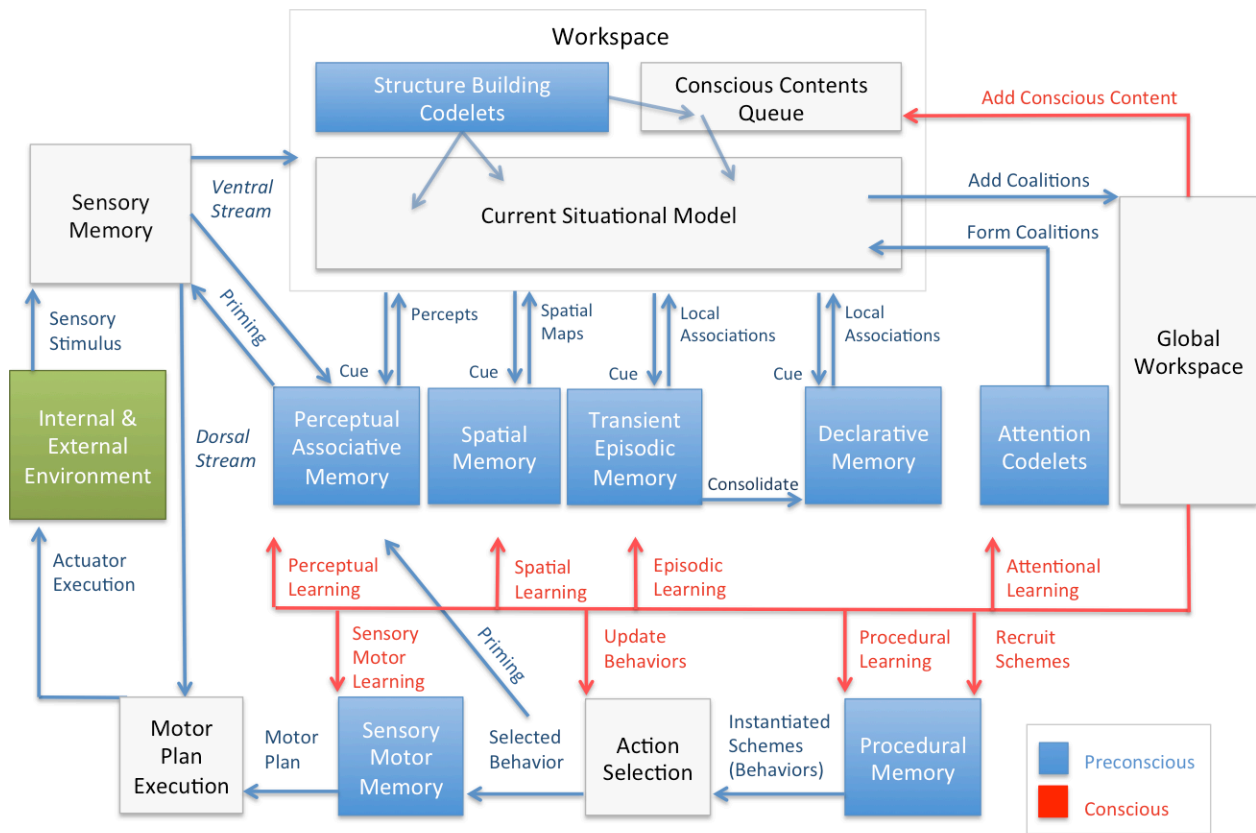 Workspace
Structure Building
Codelets
Conscious Contents
Queue
Add Conscious Content
Sensory
Memory
Ventral
Stream
Current Situational Model
Add Coalitions
Form Coalitions
Priming
Sensory
Stimulus
Percepts
Spatial
Maps
Local
Associations
Local
Associations
Cue
Cue
Cue
Cue
Global
Workspace
Internal &
External
Environment
Dorsal
Stream
Perceptual
Associative
Memory
Spatial
Memory
Transient
Episodic
Memory
Consolidate
Declarative
Memory
Attention
Codelets
Actuator
Execution
Perceptual
Learning
Spatial
Learning
Episodic
Learning
Attentional
Learning
Sensory
Motor
Learning
Priming
Update
Behaviors
Procedural
Learning
Recruit
Schemes
Motor
Plan
Execution
Motor
Plan
Sensory
Motor
Memory
Selected
Behavior
Action
Selection
Instantiated
Schemes
(Behaviors)
Procedural
Memory
Preconscious
Conscious